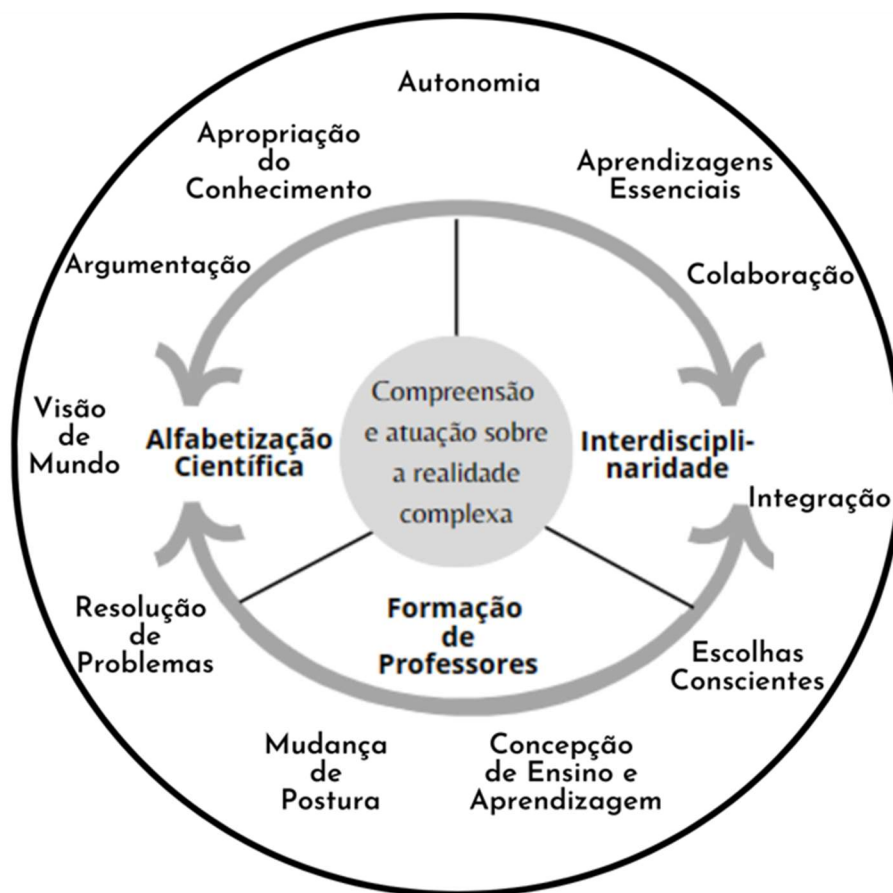 Autonomia
Apropriação
do
Conhecimento
Aprendizagens
Essenciais
Argumentação
Colaboração
Visão
de
Mundo
Alfabetização
Científica
Compreensão
e atuação sobre
a realidade
complexa
Interdiscipli-
naridade
Integração
Formação
de
Professores
Resolução
de
Problemas
Escolhas
Conscientes
Mudança
de
Postura
Concepção
de Ensino e
Aprendizagem